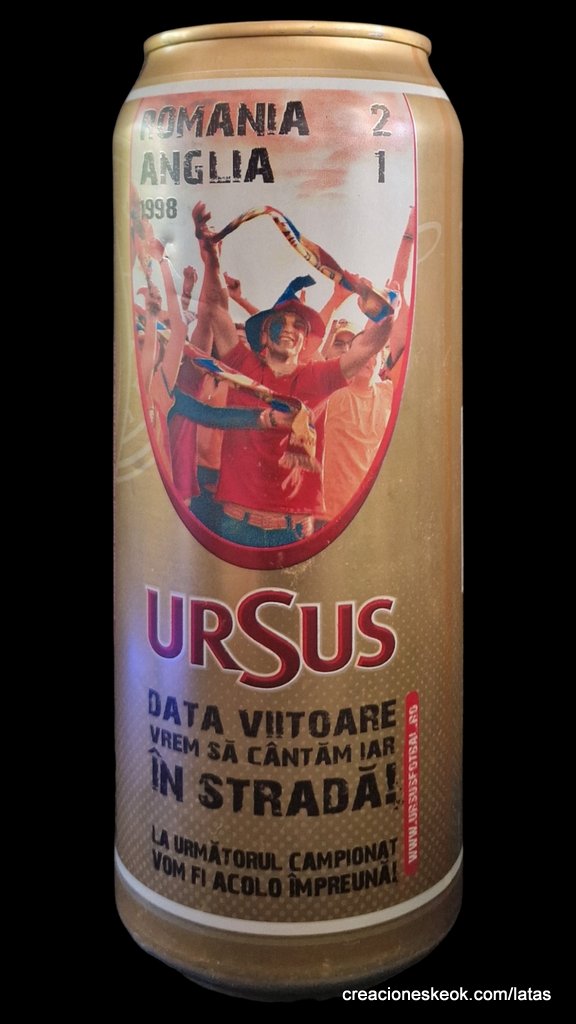 ROMANIA 2
ANGLIA 1
1998
URSUS
DATA VIITOARE
VREM SĂ CÂNTĂM IAR
ÎN STRADĂ!
WWW.URSUSFOTBAL.RO
LA URMĂTORUL CAMPIONAT
VOM FI ACOLO ÎMPREUNĂ!
creacioneskeok.com/latas